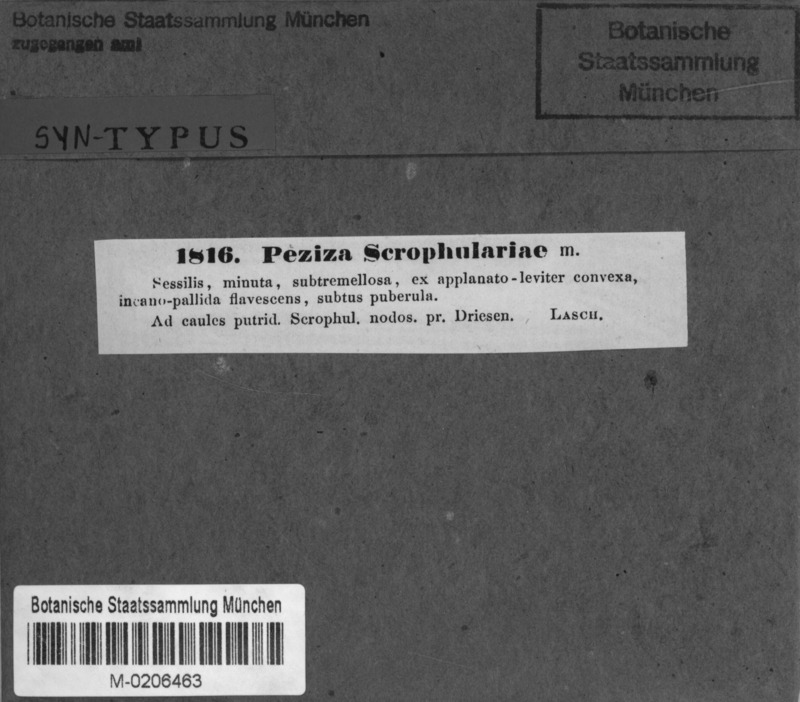 Botanische Staatssammlung München
zugegangen am:
Botanische
Staatssammlung
München
SYN-TYPUS
1816. Peziza Scrophulariae m.
Sessilis, minuta, subtremellosa, ex applanato-leviter convexa,
incano-pallida flavescens, subtus puberula.
Ad caules putrid. Scrophul. nodos. pr. Driesen. LASCH.
Botanische Staatssammlung München
M-0206463